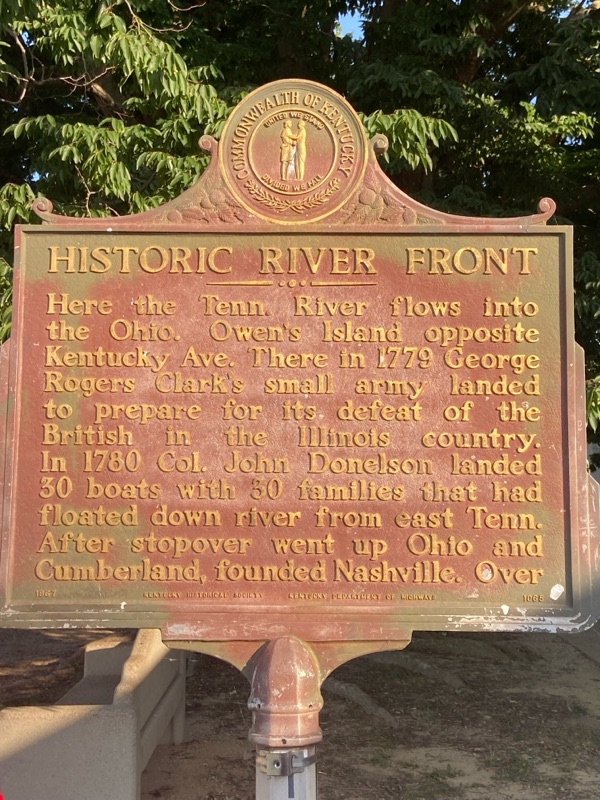 COMMONWEALTH OF KENTUCKY
UNITED WE STAND
DIVIDED WE FALL
HISTORIC RIVER FRONT
Here the Tenn. River flows into
the Ohio. Owen's Island opposite
Kentucky Ave. There in 1779 George
Rogers Clark's small army landed
to prepare for its defeat of the
British in the Illinois country.
In 1780 Col. John Donelson landed
30 boats with 30 families that had
floated down river from east Tenn.
After stopover went up Ohio and
Cumberland, founded Nashville. Over
1967 KENTUCKY HISTORICAL SOCIETY KENTUCKY DEPARTMENT OF HIGHWAYS 1065